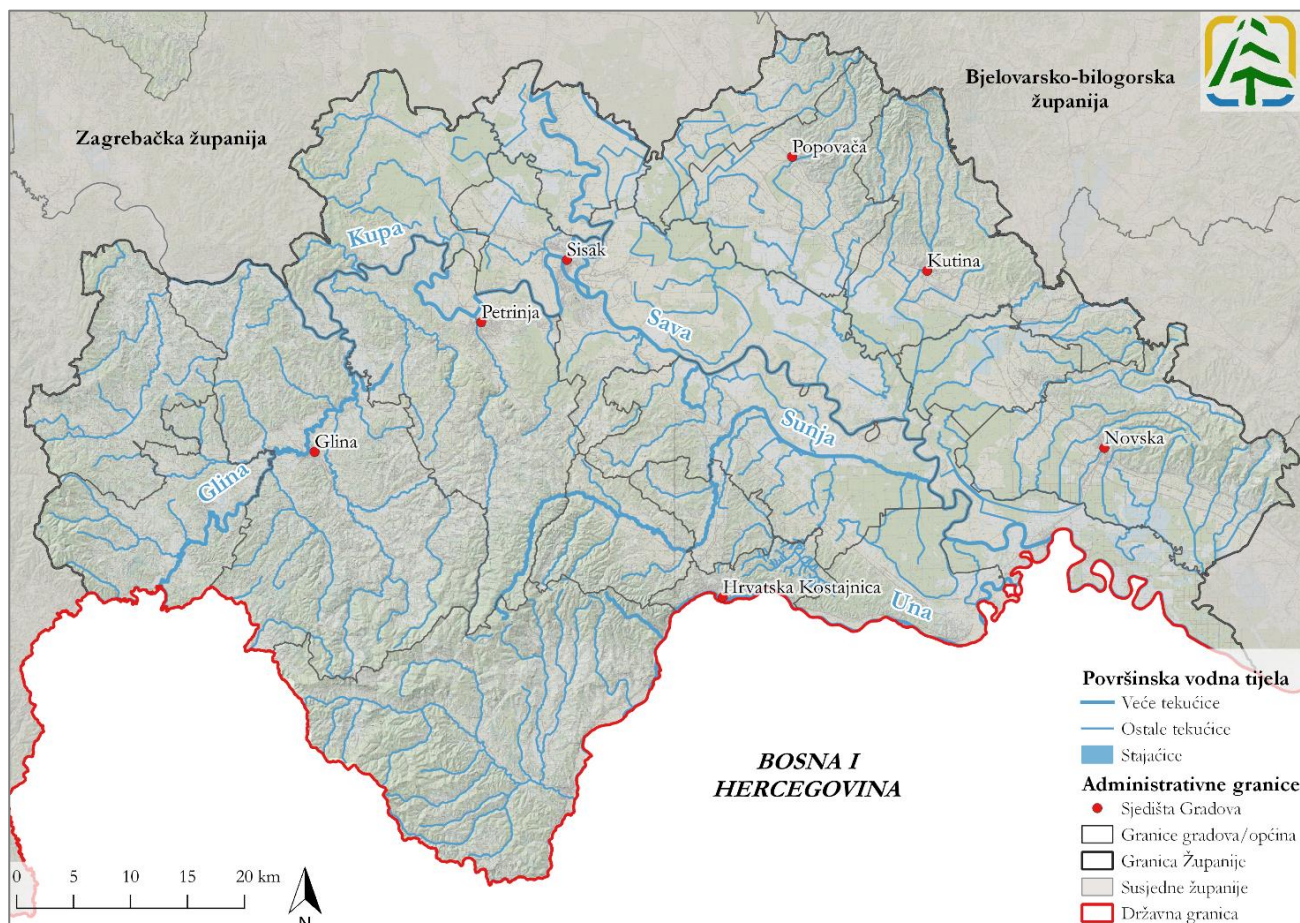 Zagrebačka županija
Bjelovarsko-bilogorska
županija
Popovača
Kupa
Sisak
Kutina
Petrinja
Sava
Sunja
Novska
Glina
Glina
Hrvatska Kostajnica
Una
BOSNA I
HERCEGOVINA
Površinska vodna tijela
Veće tekućice
Ostale tekućice
Stajaćice
Administrativne granice
Sjedišta Gradova
Granice gradova/općina
Granica Županije
Susjedne županije
Državna granica
0 5 10 15 20 km
N